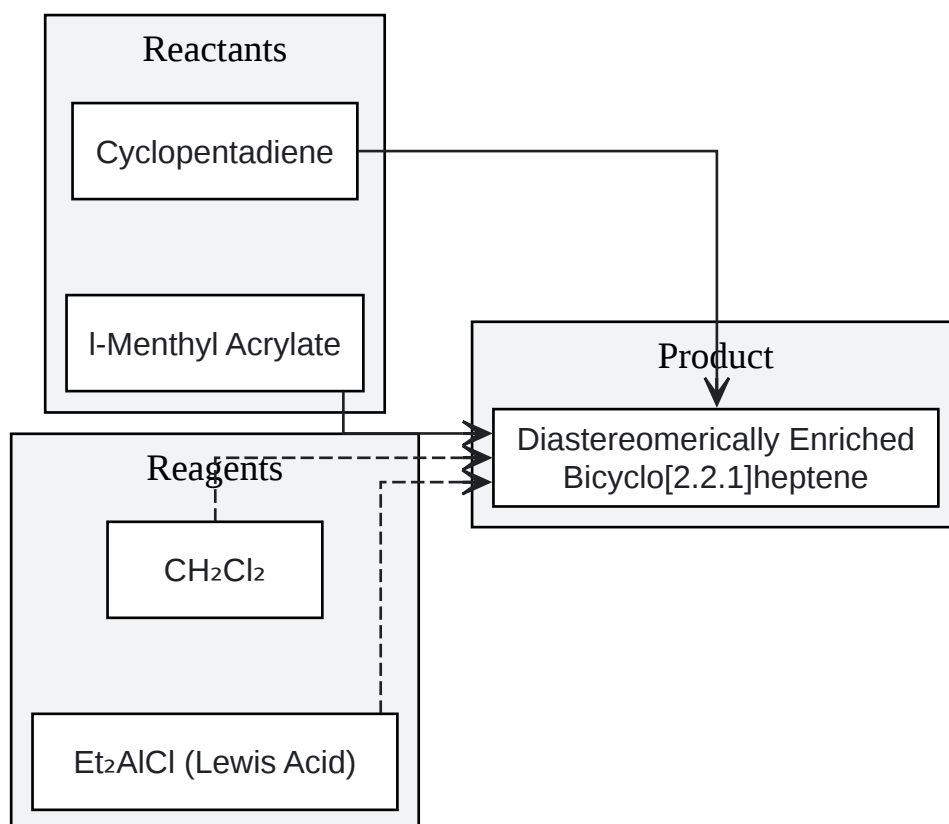 Reactants
Cyclopentadiene
l-Menthyl Acrylate
Product
Diastereomerically Enriched
Bicyclo[2.2.1]heptene
Reagents
CH₂Cl₂
Et₂AlCl (Lewis Acid)